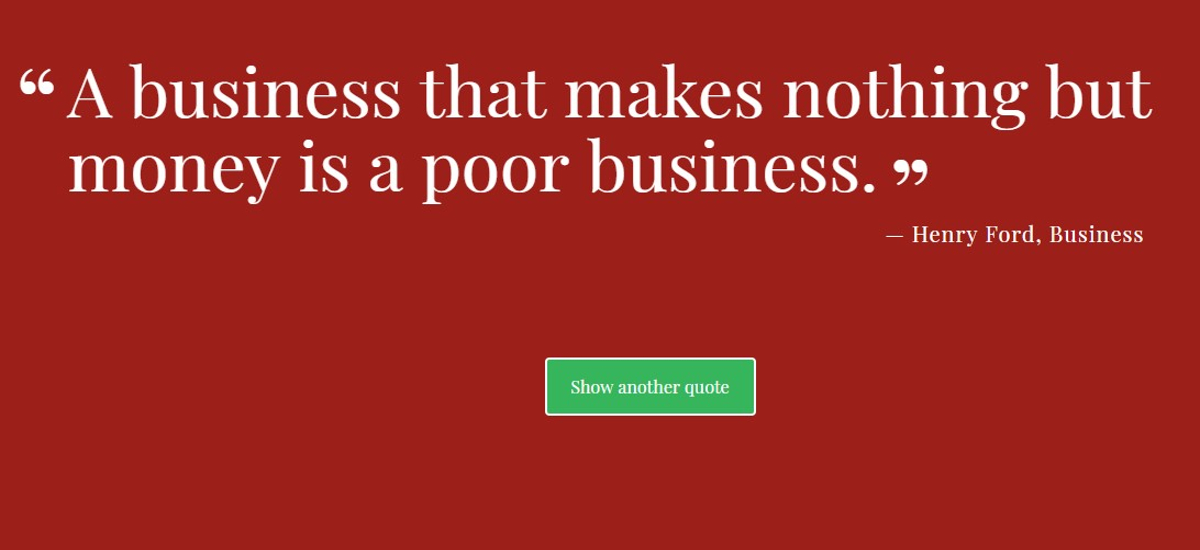 “ A business that makes nothing but
money is a poor business. ”
— Henry Ford, Business
Show another quote